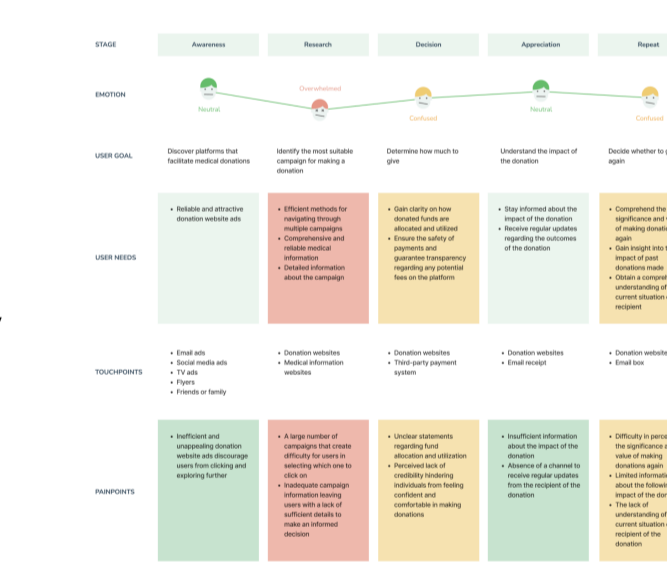 STAGE
Awareness
Research
Decision
Appreciation
Repeat
EMOTION
Neutral
Overwhelmed
Confused
Neutral
Confused
USER GOAL
Discover platforms that
facilitate medical donations
Identify the most suitable
campaign for making a
donation
Determine how much to
give
Understand the impact of
the donation
Decide whether to
again
USER NEEDS
• Reliable and attractive
donation website ads
• Efficient methods for
navigating through
multiple campaigns
• Comprehensive and
reliable medical
information
• Detailed information
about the campaign
• Gain clarity on how
donated funds are
allocated and utilized
• Ensure the safety of
payments and
guarantee transparency
regarding any potential
fees on the platform
• Stay informed about the
impact of the donation
• Receive regular updates
regarding the outcomes
of the donation
• Comprehend the
significance and
of making donati
again
• Gain insight into
impact of past
donations made
• Obtain a compre
understanding of
current situation
recipient
TOUCHPOINTS
• Email ads
• Social media ads
• TV ads
• Flyers
• Friends or family
• Donation websites
• Medical information
websites
• Donation websites
• Third-party payment
system
• Donation websites
• Email receipt
• Donation website
• Email box
PAINPOINTS
• Inefficient and
unappealing donation
website ads discourage
users from clicking and
exploring further
• A large number of
campaigns that create
difficulty for users in
selecting which one to
click on
• Inadequate campaign
information leaving
users with a lack of
sufficient details to
make an informed
decision
• Unclear statements
regarding fund
allocation and utilization
• Perceived lack of
credibility hindering
individuals from feeling
confident and
comfortable in making
donations
• Insufficient information
about the impact of the
donation
• Absence of a channel to
receive regular updates
from the recipient of the
donation
• Difficulty in perce
the significance a
value of making
donations again
• Limited informati
about the followi
impact of the don
• The lack of
understanding of
current situation
recipient of the
donation